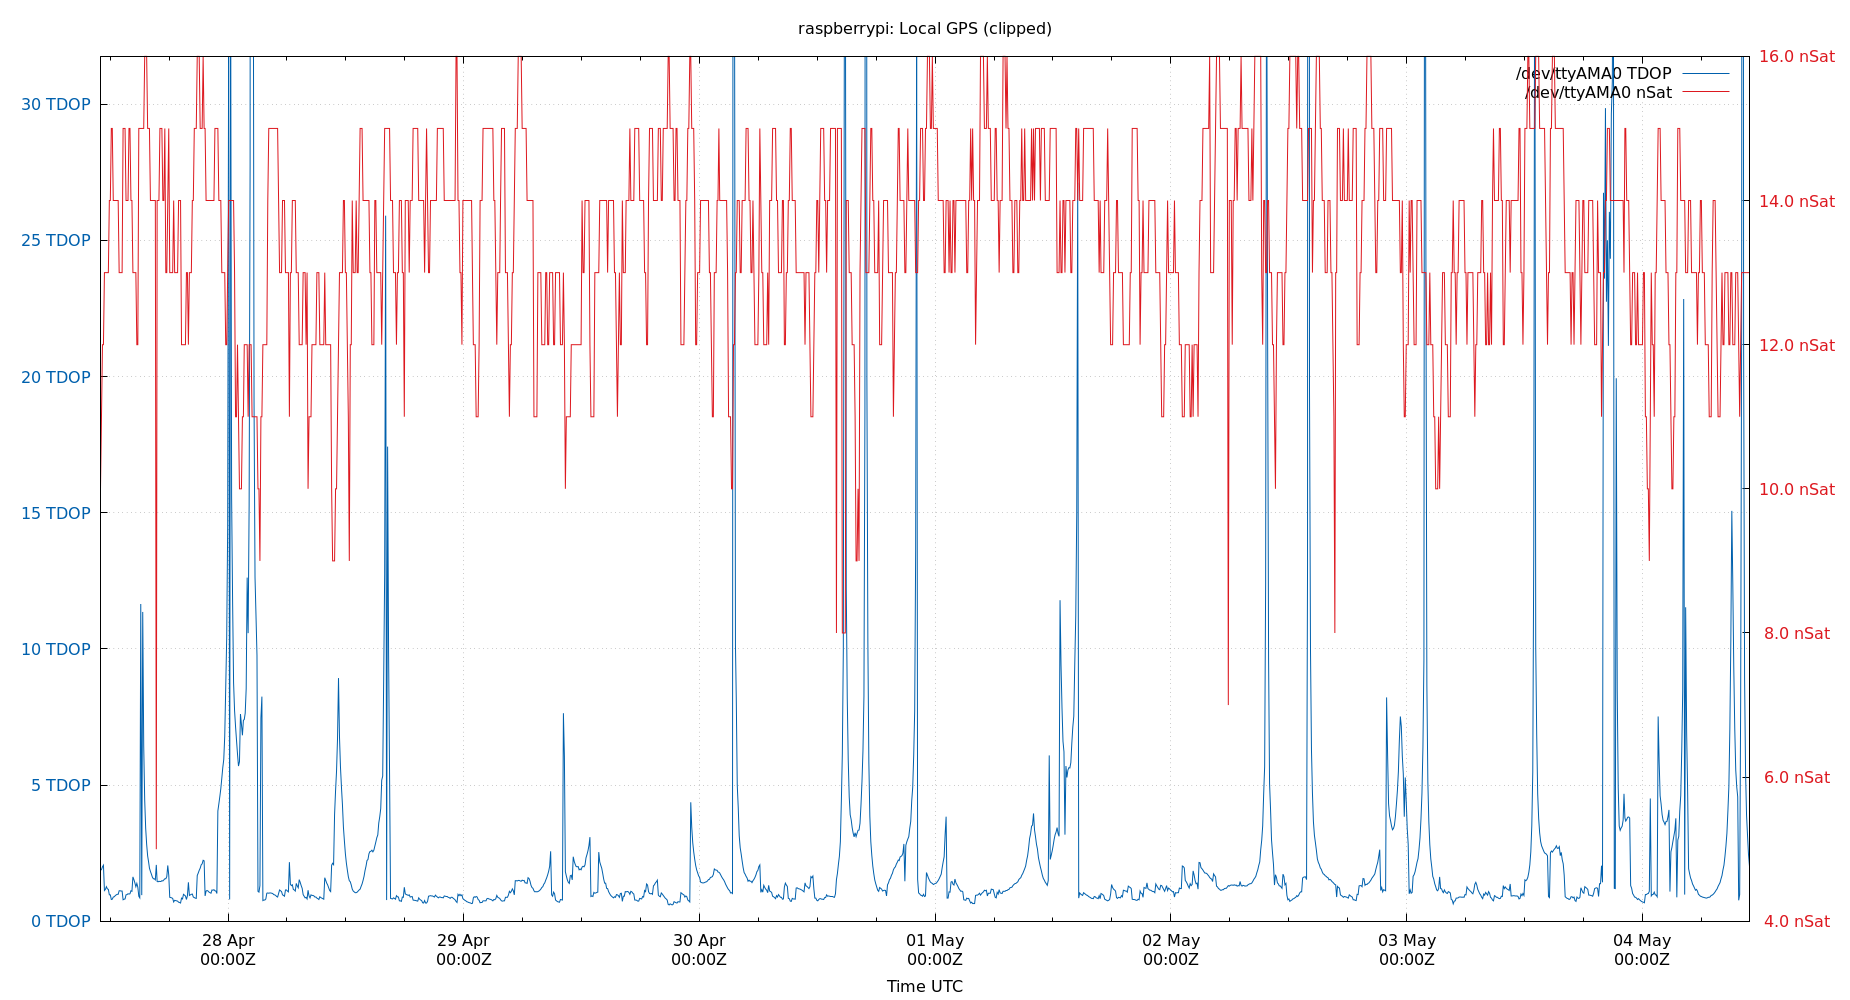 raspberrypi: Local GPS (clipped)
/dev/ttyAMA0 TDOP
/dev/ttyAMA0 nSat
30 TDOP
25 TDOP
20 TDOP
15 TDOP
10 TDOP
5 TDOP
0 TDOP
16.0 nSat
14.0 nSat
12.0 nSat
10.0 nSat
8.0 nSat
6.0 nSat
4.0 nSat
28 Apr
00:00Z
29 Apr
00:00Z
30 Apr
00:00Z
01 May
00:00Z
02 May
00:00Z
03 May
00:00Z
04 May
00:00Z
Time UTC